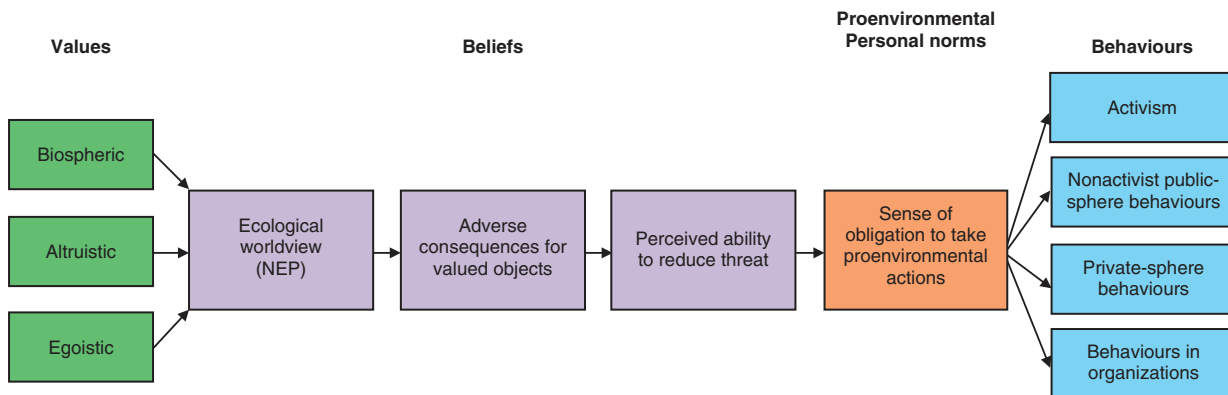 Values
Beliefs
Proenvironmental
Personal norms
Behaviours
Biospheric
Altruistic
Egoistic
Ecological
worldview
(NEP)
Adverse
consequences for
valued objects
Perceived ability
to reduce threat
Sense of
obligation to take
proenvironmental
actions
Activism
Nonactivist public-
sphere behaviours
Private-sphere
behaviours
Behaviours in
organizations